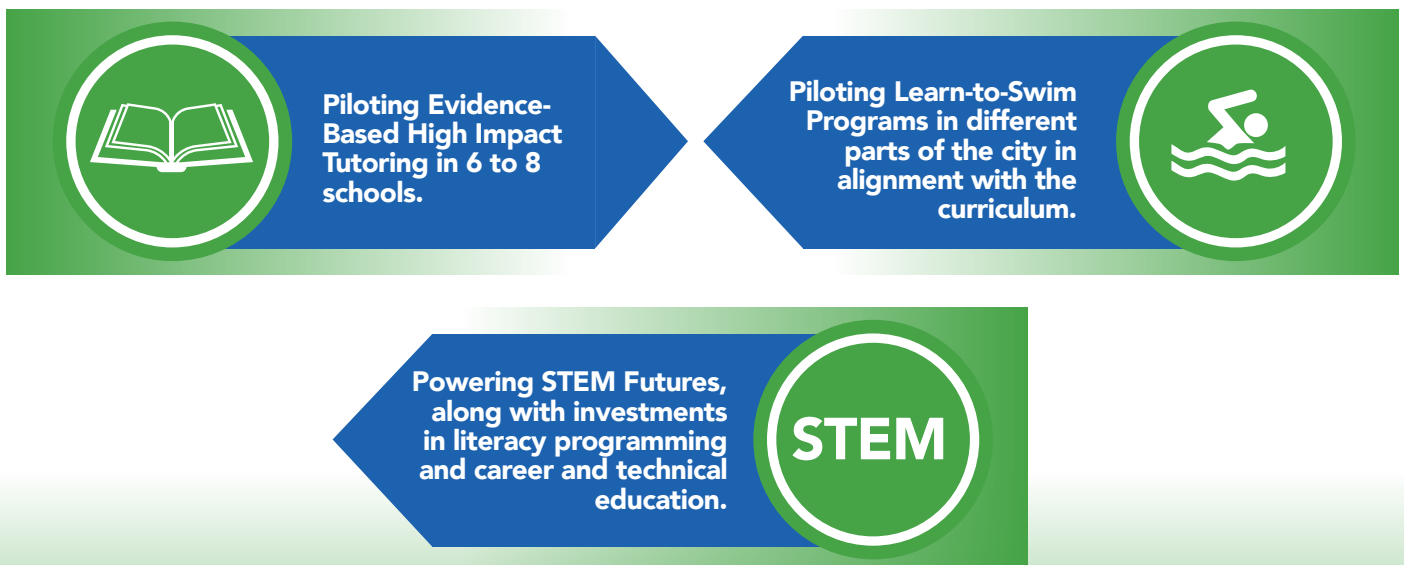 Piloting Evidence-
Based High Impact
Tutoring in 6 to 8
schools.
Piloting Learn-to-Swim
Programs in different
parts of the city in
alignment with the
curriculum.
Powering STEM Futures,
along with investments
in literacy programming
and career and technical
education.
STEM